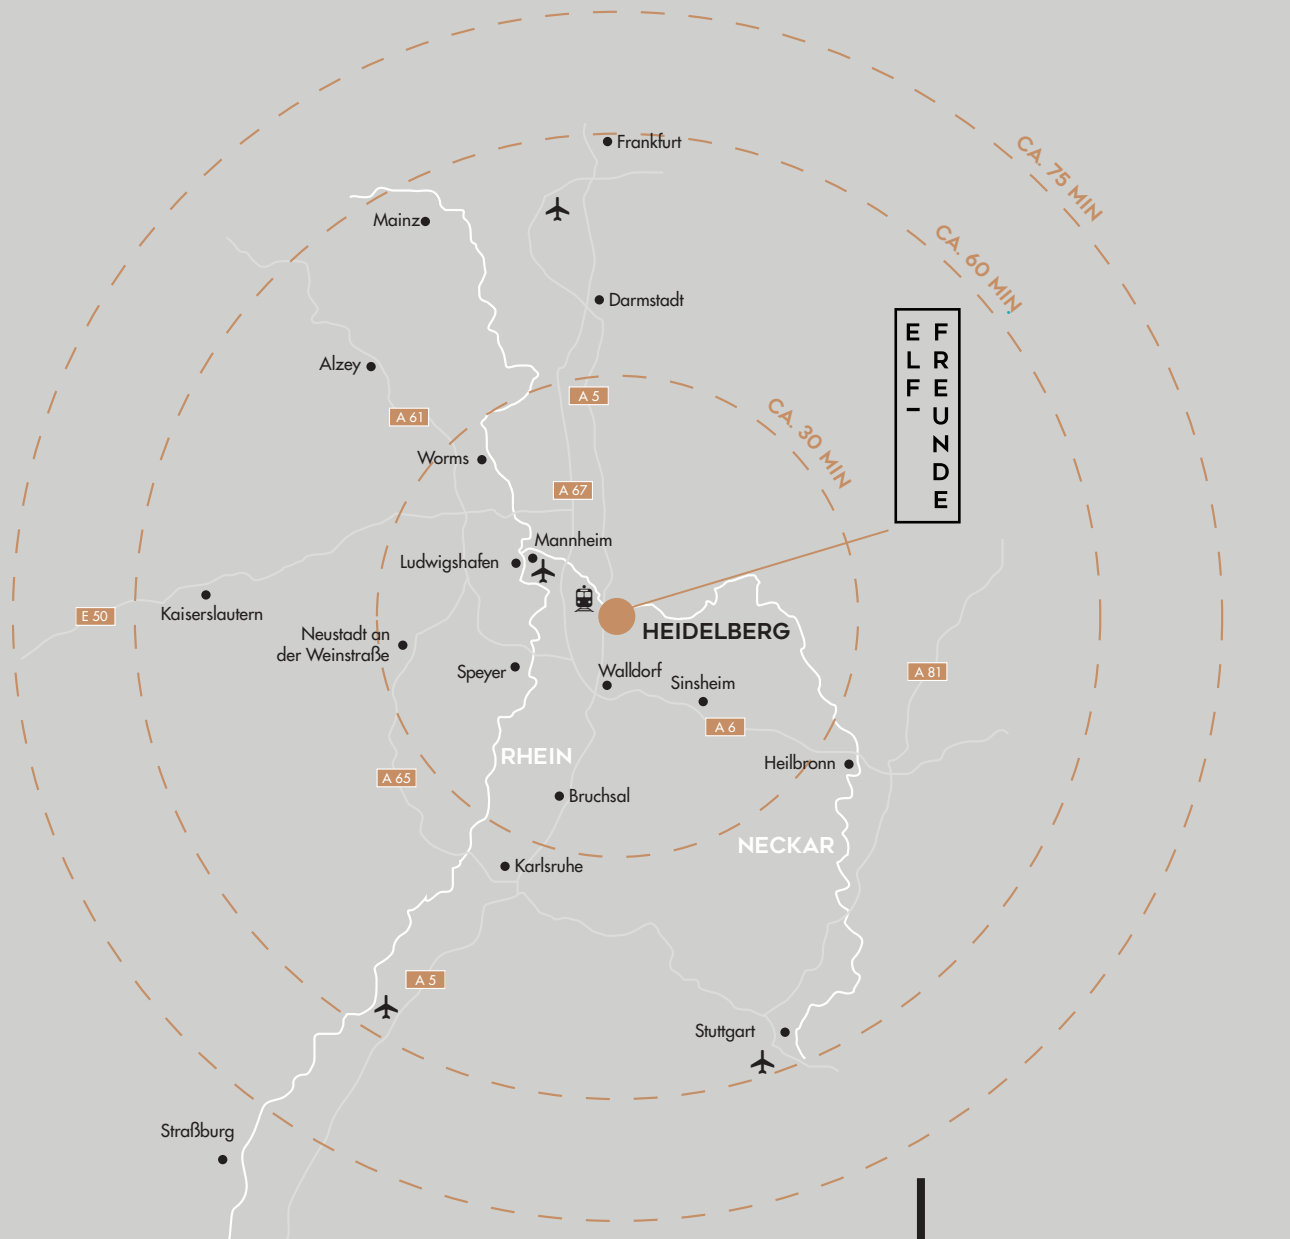 CA. 75 MIN
Frankfurt
Mainz
CA. 60 MIN
Darmstadt
ELF-
FREUNDE
Alzey
A 5
A 61
CA. 30 MIN
Worms
A 67
Mannheim
Ludwigshafen
Kaiserslautern
E 50
HEIDELBERG
Neustadt an
der Weinstraße
Speyer
Walldorf
Sinsheim
A 81
A 6
RHEIN
Heilbronn
A 65
Bruchsal
NECKAR
Karlsruhe
A 5
Stuttgart
Straßburg